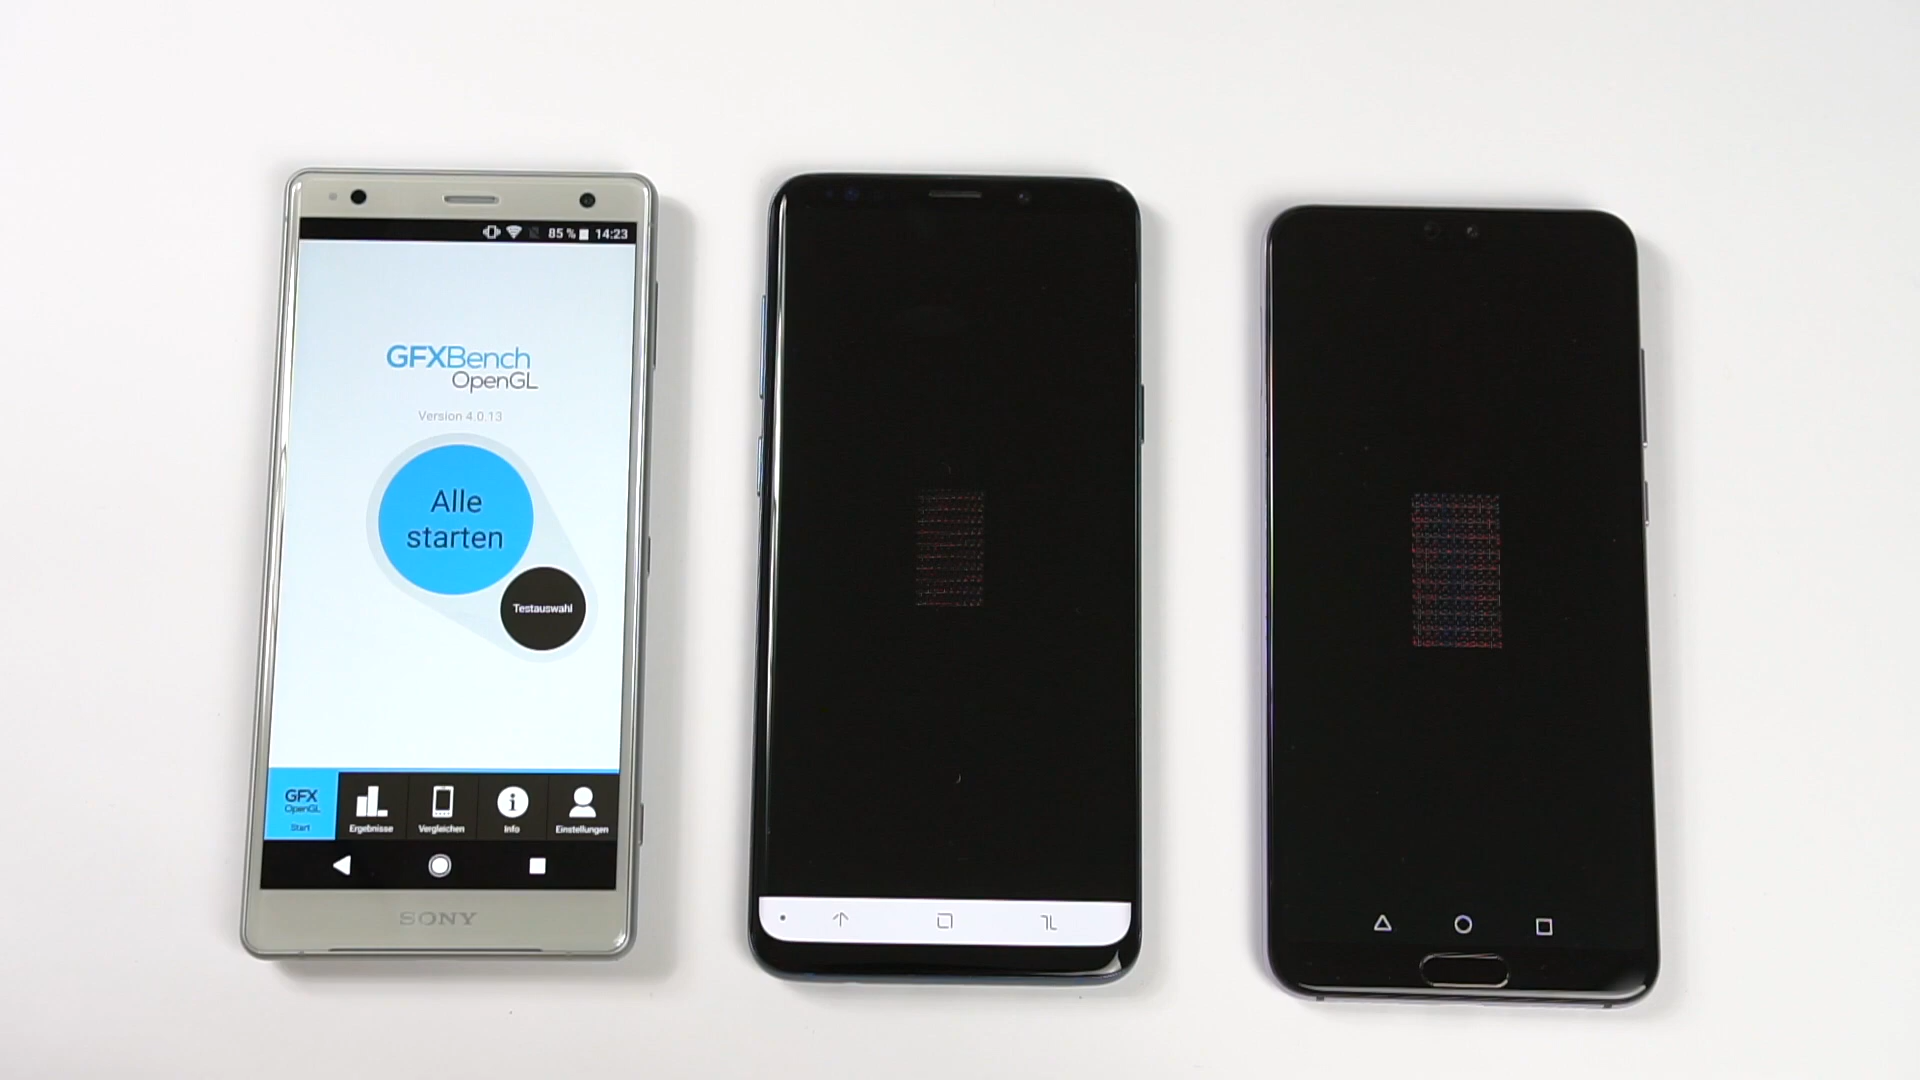 85 % 14:23
GFXBench
OpenGL
Version 4.0.13
Alle
starten
Testauswahl
GFX
OpenGL
Start
Ergebnisse
Vergleichen
Info
Einstellungen
SONY